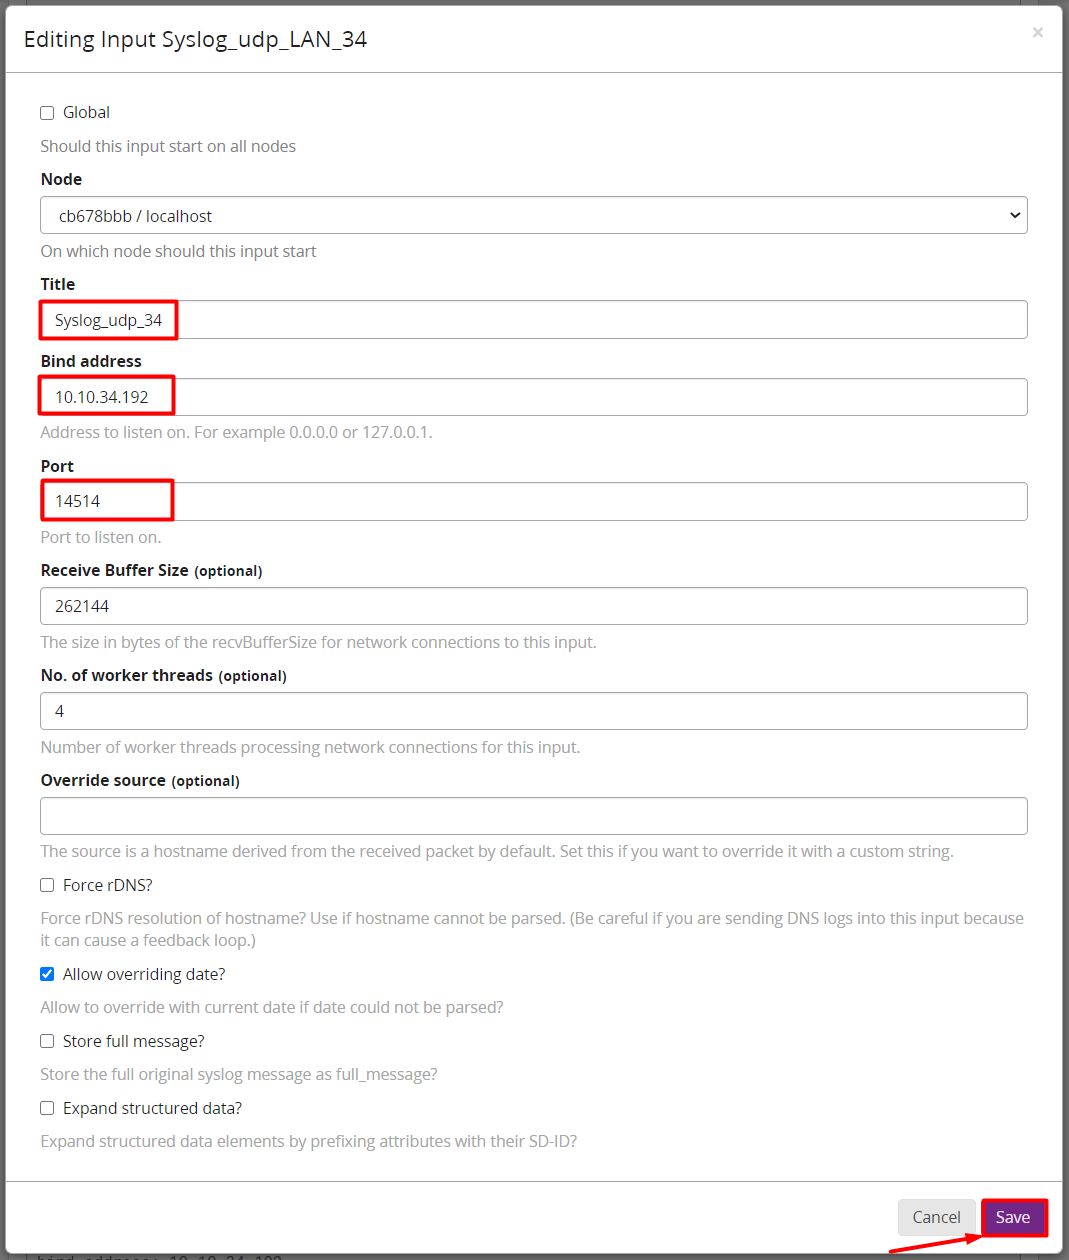 Editing Input Syslog_udp_LAN_34
×
Global
Should this input start on all nodes
Node
cb678bbb / localhost
On which node should this input start
Title
Syslog_udp_34
Bind address
10.10.34.192
Address to listen on. For example 0.0.0.0 or 127.0.0.1.
Port
14514
Port to listen on.
Receive Buffer Size (optional)
262144
The size in bytes of the recvBufferSize for network connections to this input.
No. of worker threads (optional)
4
Number of worker threads processing network connections for this input.
Override source (optional)
The source is a hostname derived from the received packet by default. Set this if you want to override it with a custom string.
Force rDNS?
Force rDNS resolution of hostname? Use if hostname cannot be parsed. (Be careful if you are sending DNS logs into this input because
it can cause a feedback loop.)
Allow overriding date?
Allow to override with current date if date could not be parsed?
Store full message?
Store the full original syslog message as full_message?
Expand structured data?
Expand structured data elements by prefixing attributes with their SD-ID?
Cancel
Save